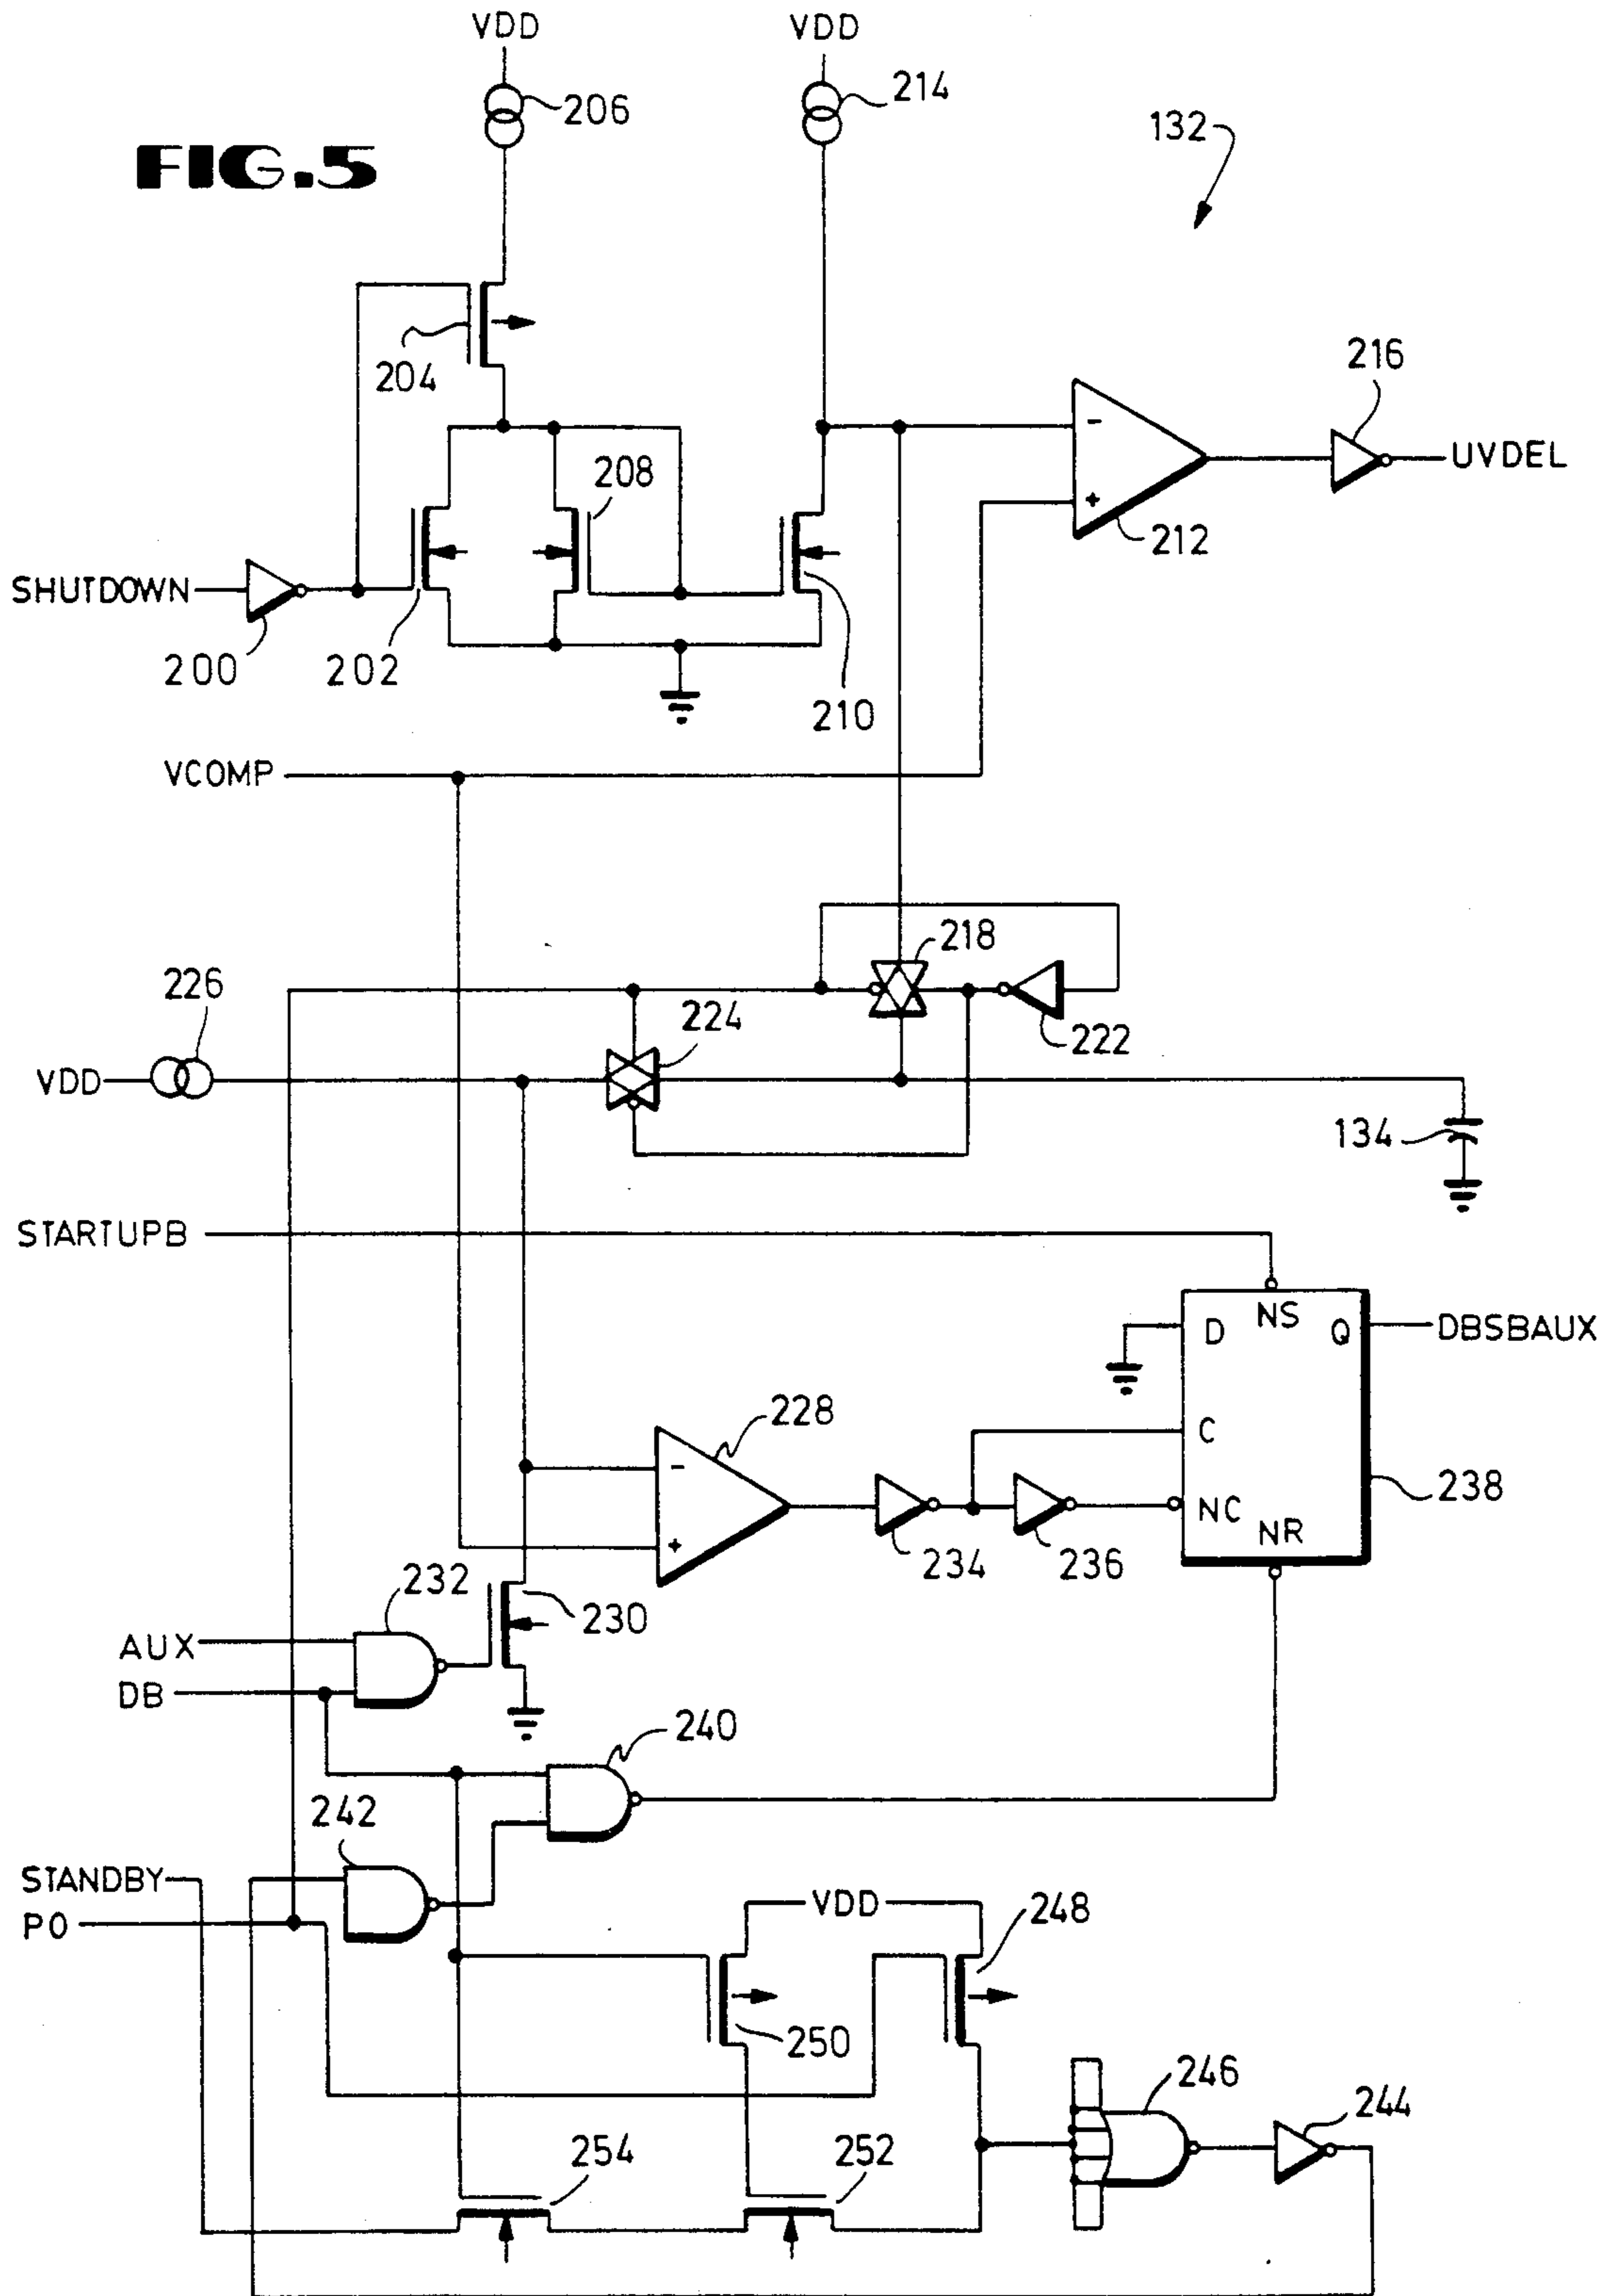 VDD
VDD
206
214
132
FIG.5
204
216
208
UVDEL
212
SHUTDOWN
200
202
210
VCOMP
218
226
224
222
VDD
134
STARTUPB
NS
D
Q
DBSBAUX
228
C
238
NC
NR
232
234
236
230
AUX
DB
240
242
STANDBY
VDD
248
P0
250
246
244
254
252